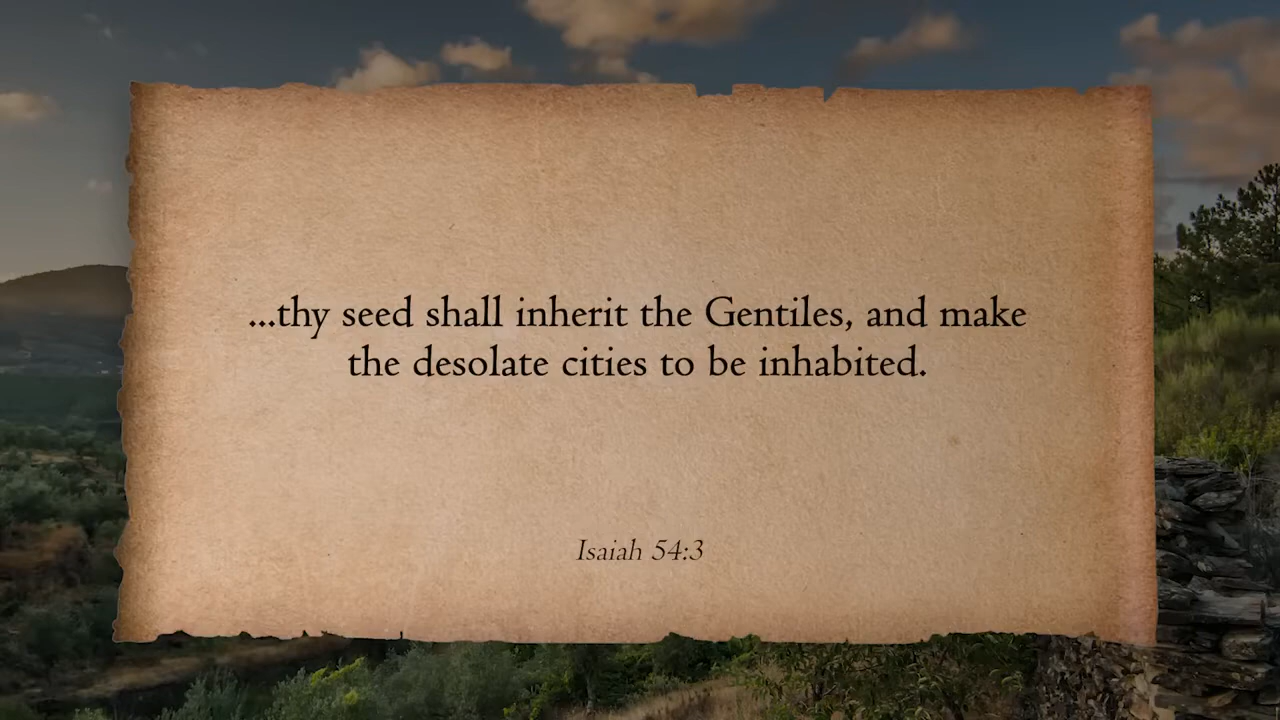 ...thy seed shall inherit the Gentiles, and make
the desolate cities to be inhabited.
Isaiah 54:3